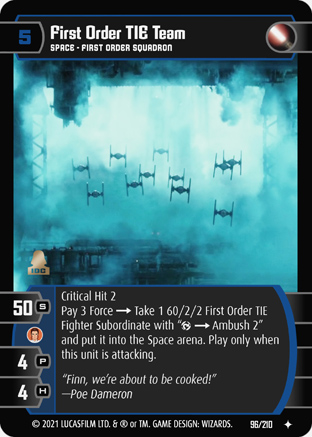 5 First Order TIE Team
SPACE • FIRST ORDER SQUADRON
50 S
4 P
4 H
Critical Hit 2
Pay 3 Force → Take 1 60/2/2 First Order TIE
Fighter Subordinate with “ → Ambush 2”
and put it into the Space arena. Play only when
this unit is attacking.
“Finn, we're about to be cooked!”
—Poe Dameron
© 2021 LUCASFILM LTD. & ® or TM. GAME DESIGN: WIZARDS. 96/210